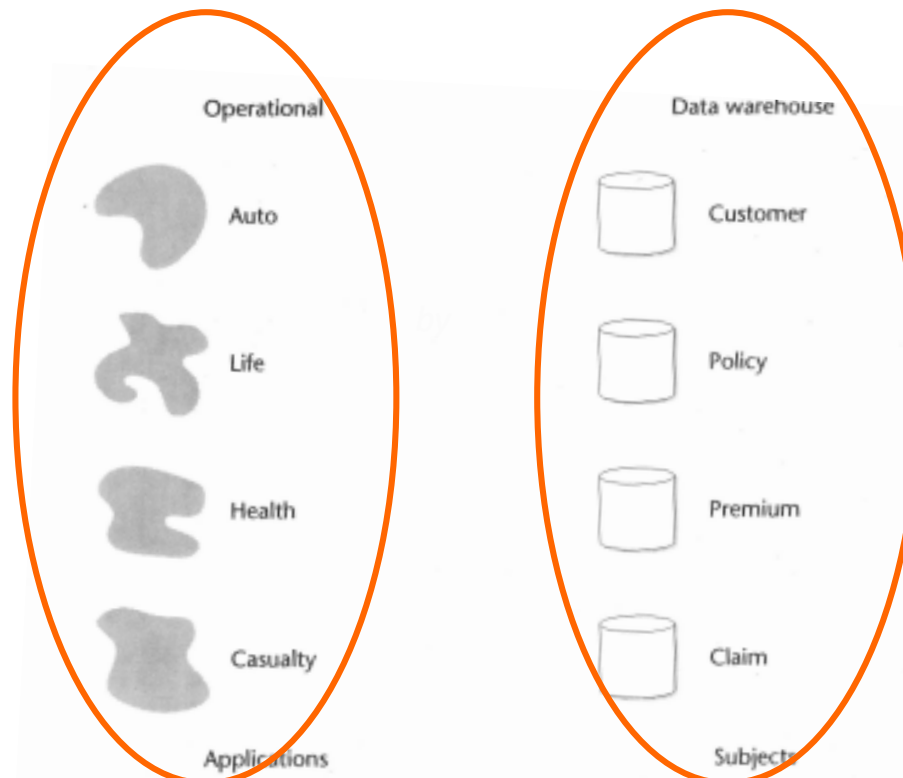 Operational
Auto
Life
Health
Casualty
Applications
Data warehouse
Customer
Policy
Premium
Claim
Subjects